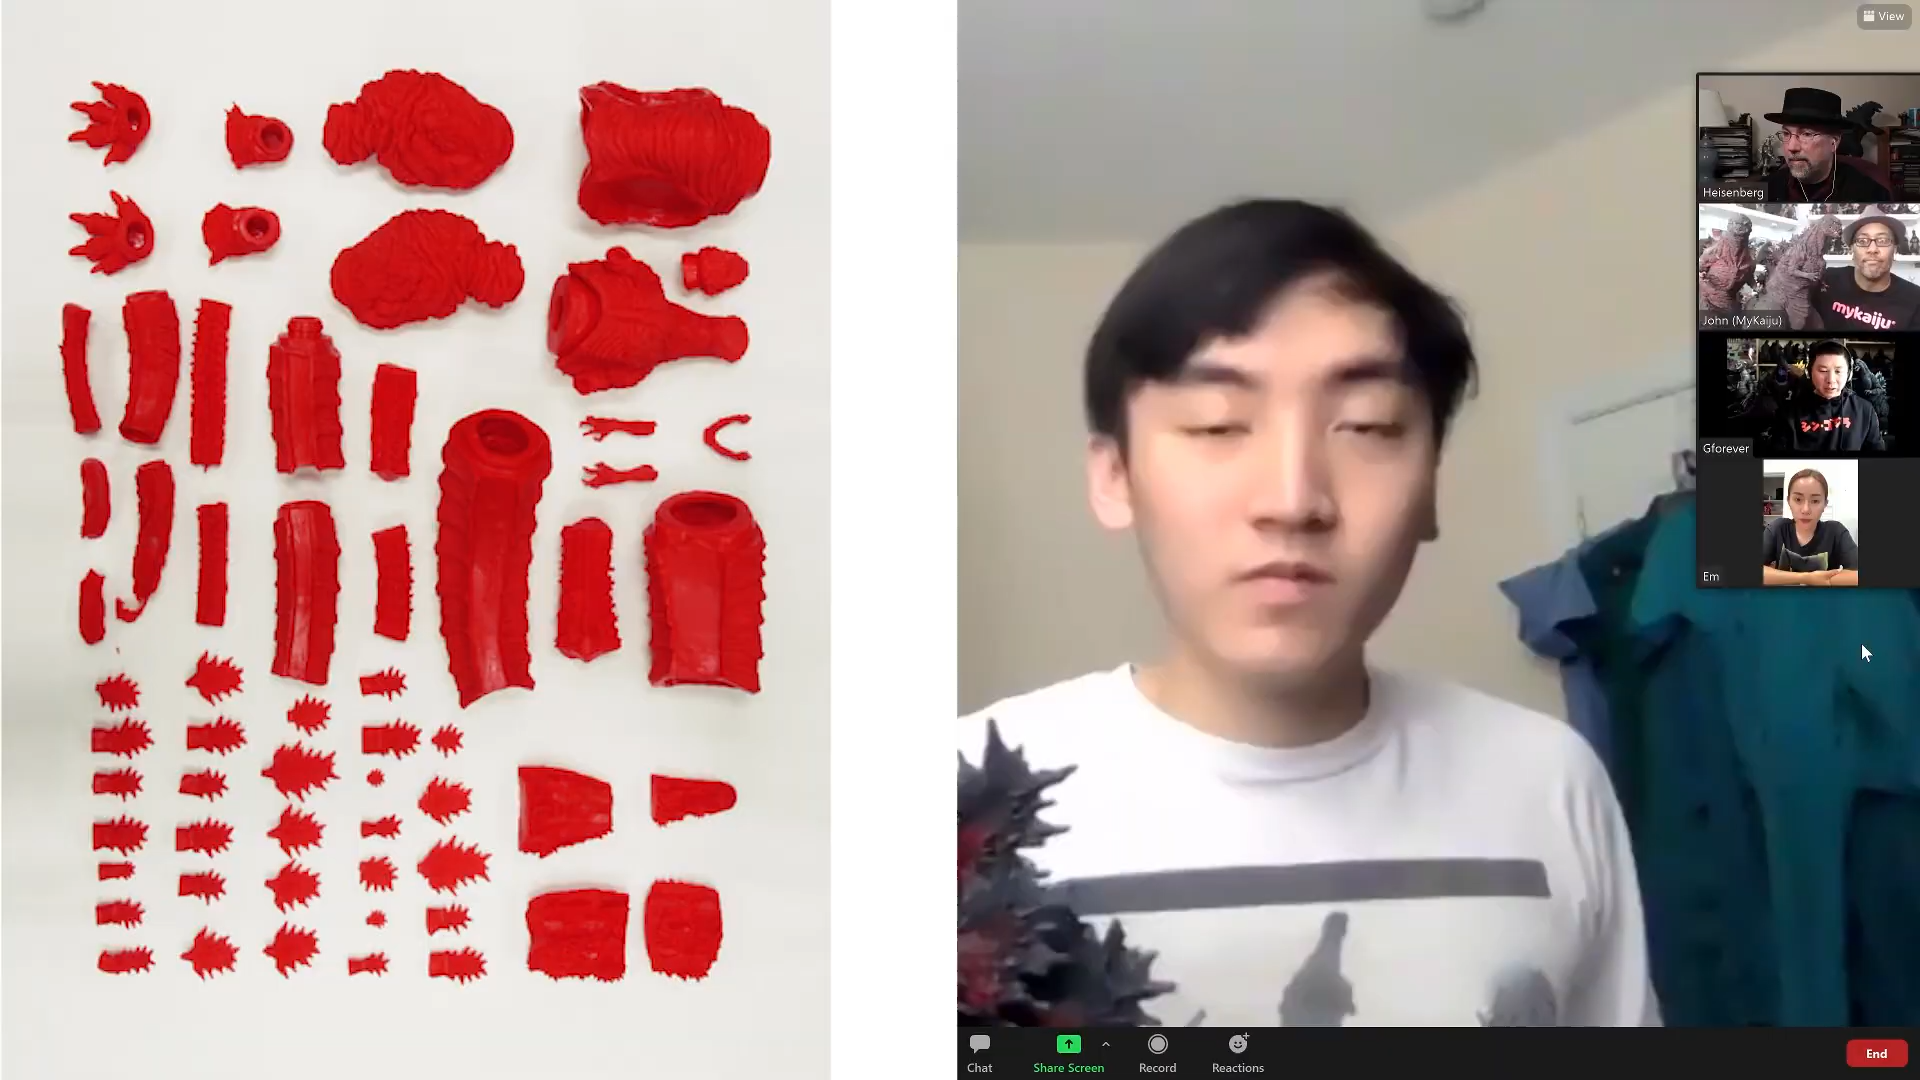 View
Heisenberg
mykaiju
John (MyKaiju)
シン・ゴジラ
Gforever
Em
Chat
Share Screen
Record
Reactions
End